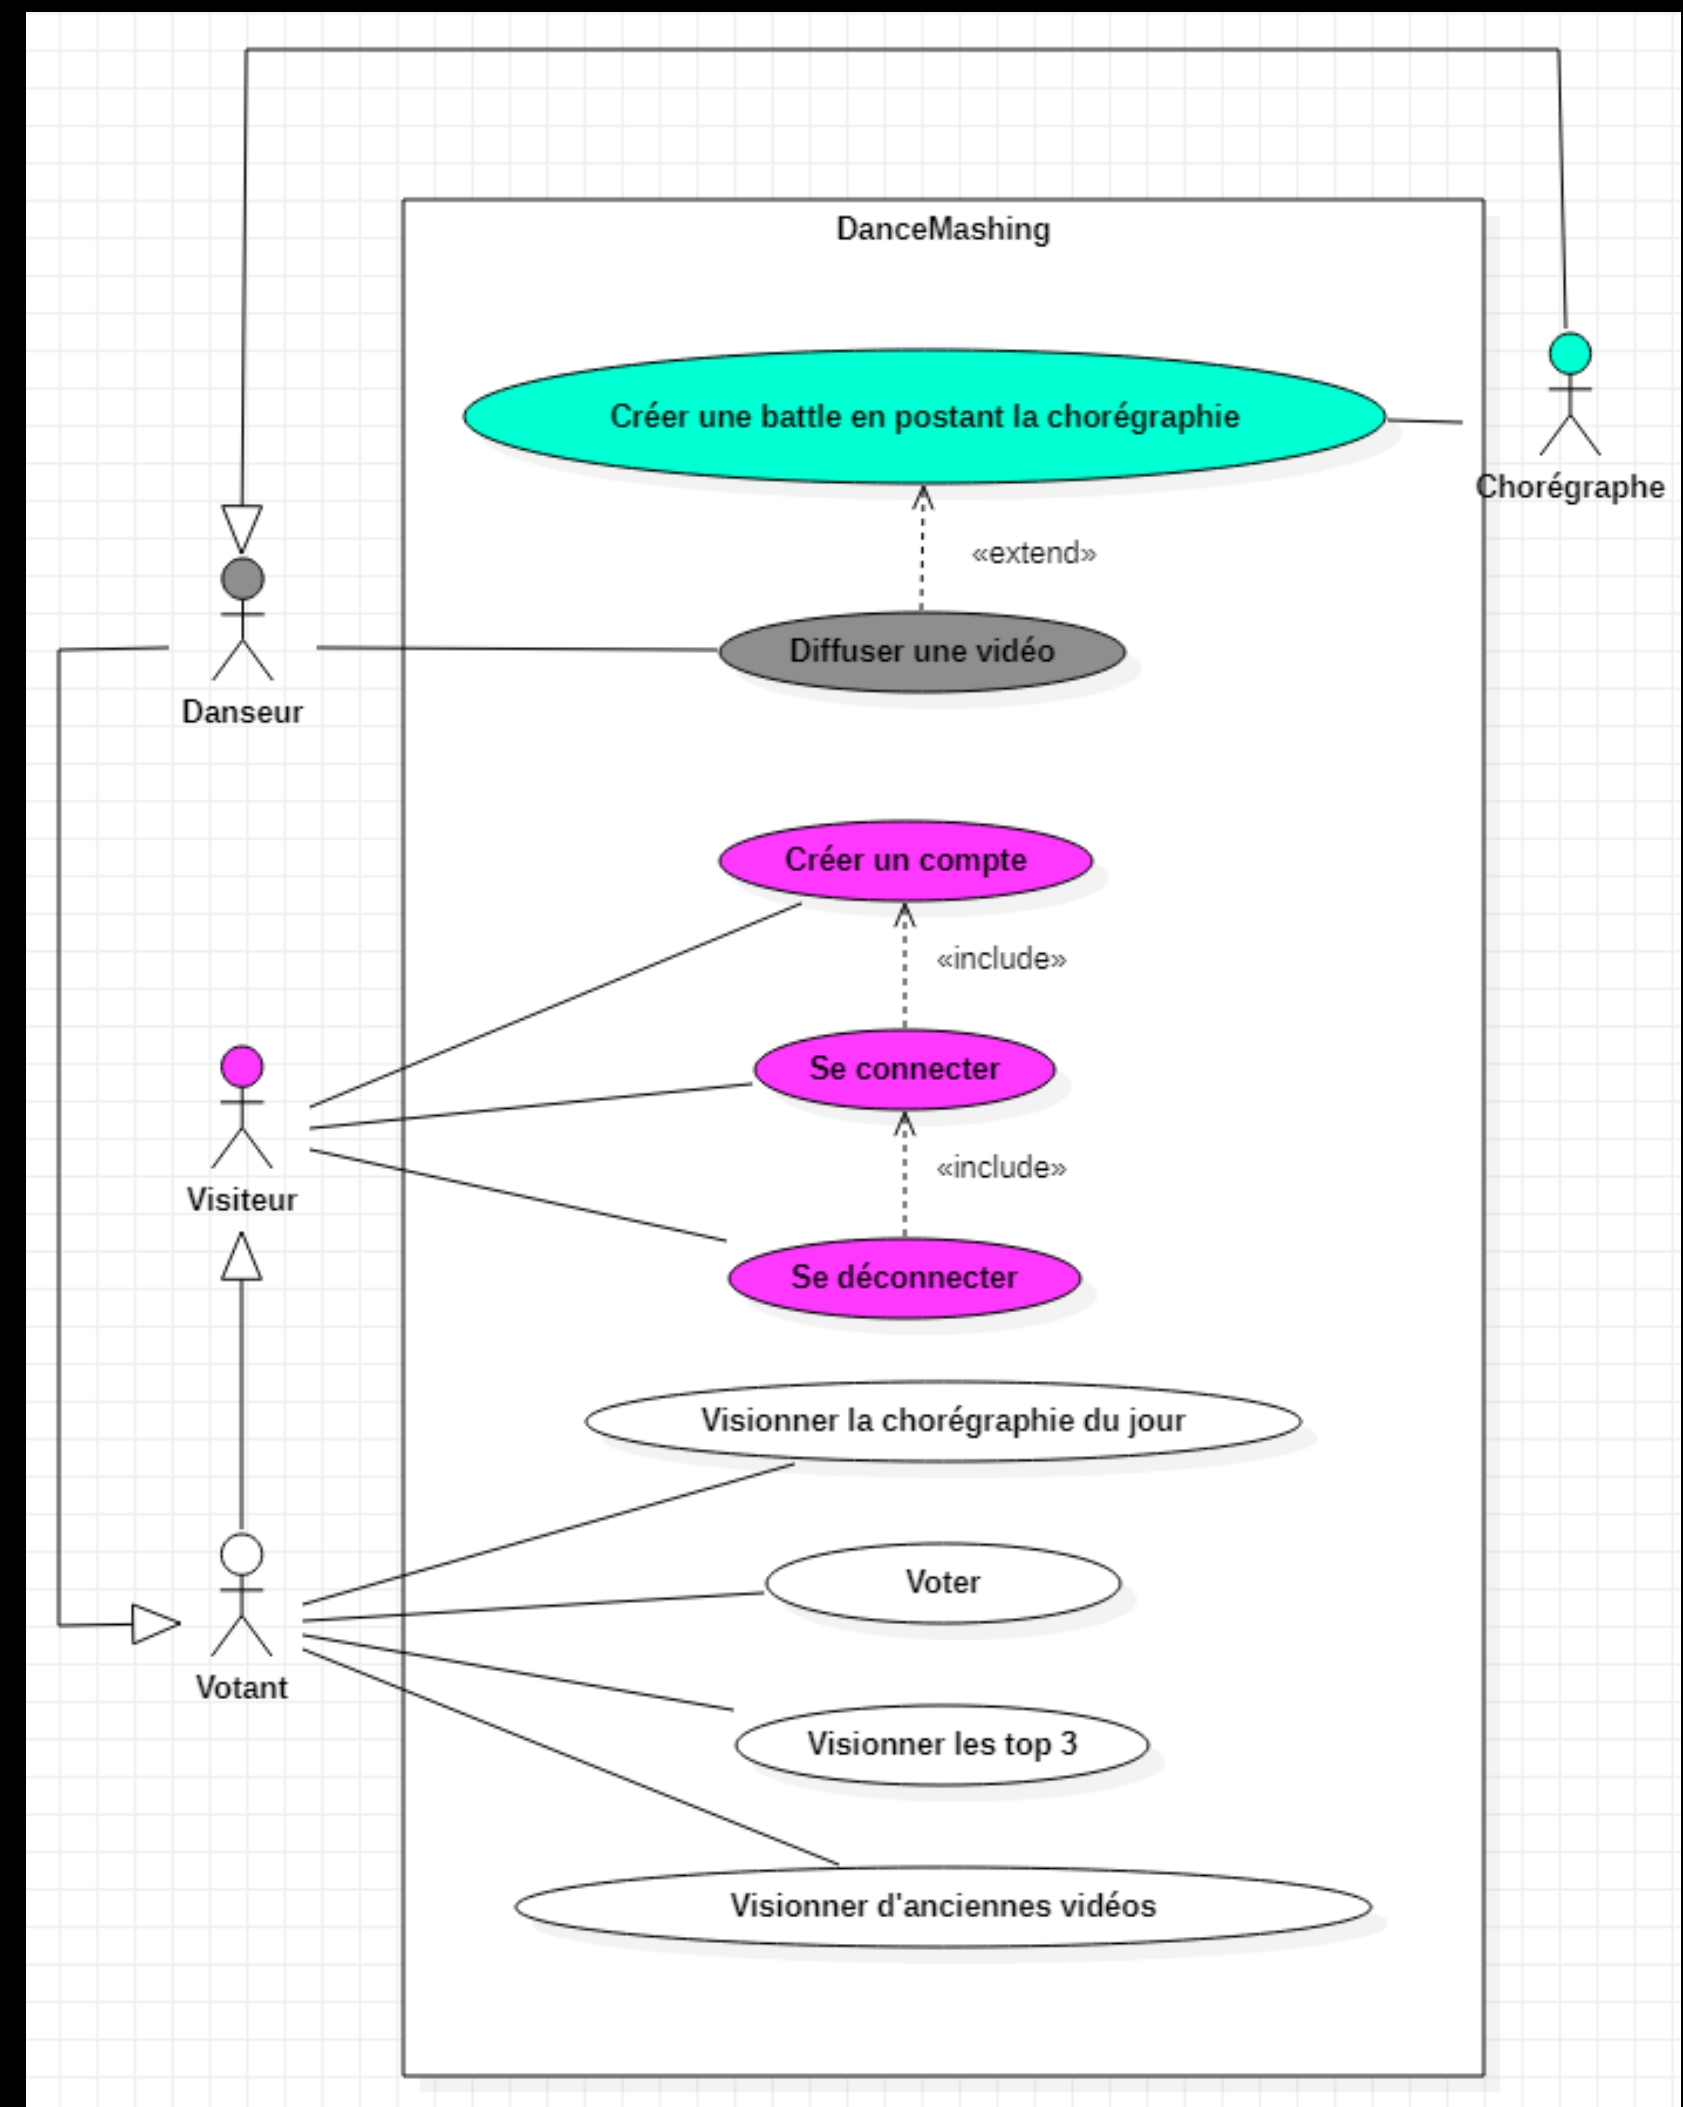 DanceMashing
Créer une battle en postant la chorégraphie
Chorégraphe
«extend»
Diffuser une vidéo
Danseur
Créer un compte
«include»
Se connecter
«include»
Visiteur
Se déconnecter
Visionner la chorégraphie du jour
Voter
Votant
Visionner les top 3
Visionner d'anciennes vidéos